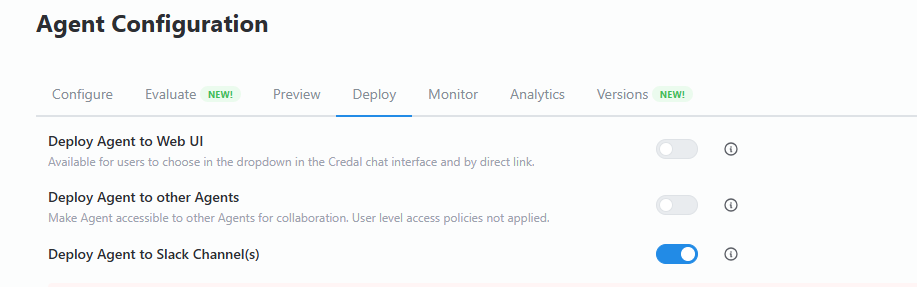 Agent Configuration
Configure Evaluate NEW! Preview Deploy Monitor Analytics Versions NEW!
Deploy Agent to Web UI
Available for users to choose in the dropdown in the Credal chat interface and by direct link.
Deploy Agent to other Agents
Make Agent accessible to other Agents for collaboration. User level access policies not applied.
Deploy Agent to Slack Channel(s)